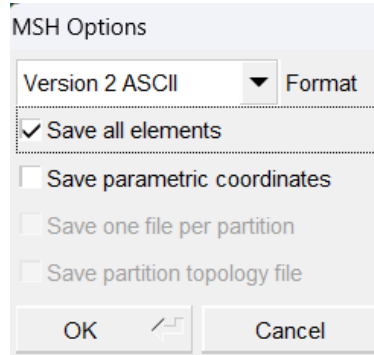 MSH Options
Version 2 ASCII Format
Save all elements
Save parametric coordinates
Save one file per partition
Save partition topology file
OK Cancel